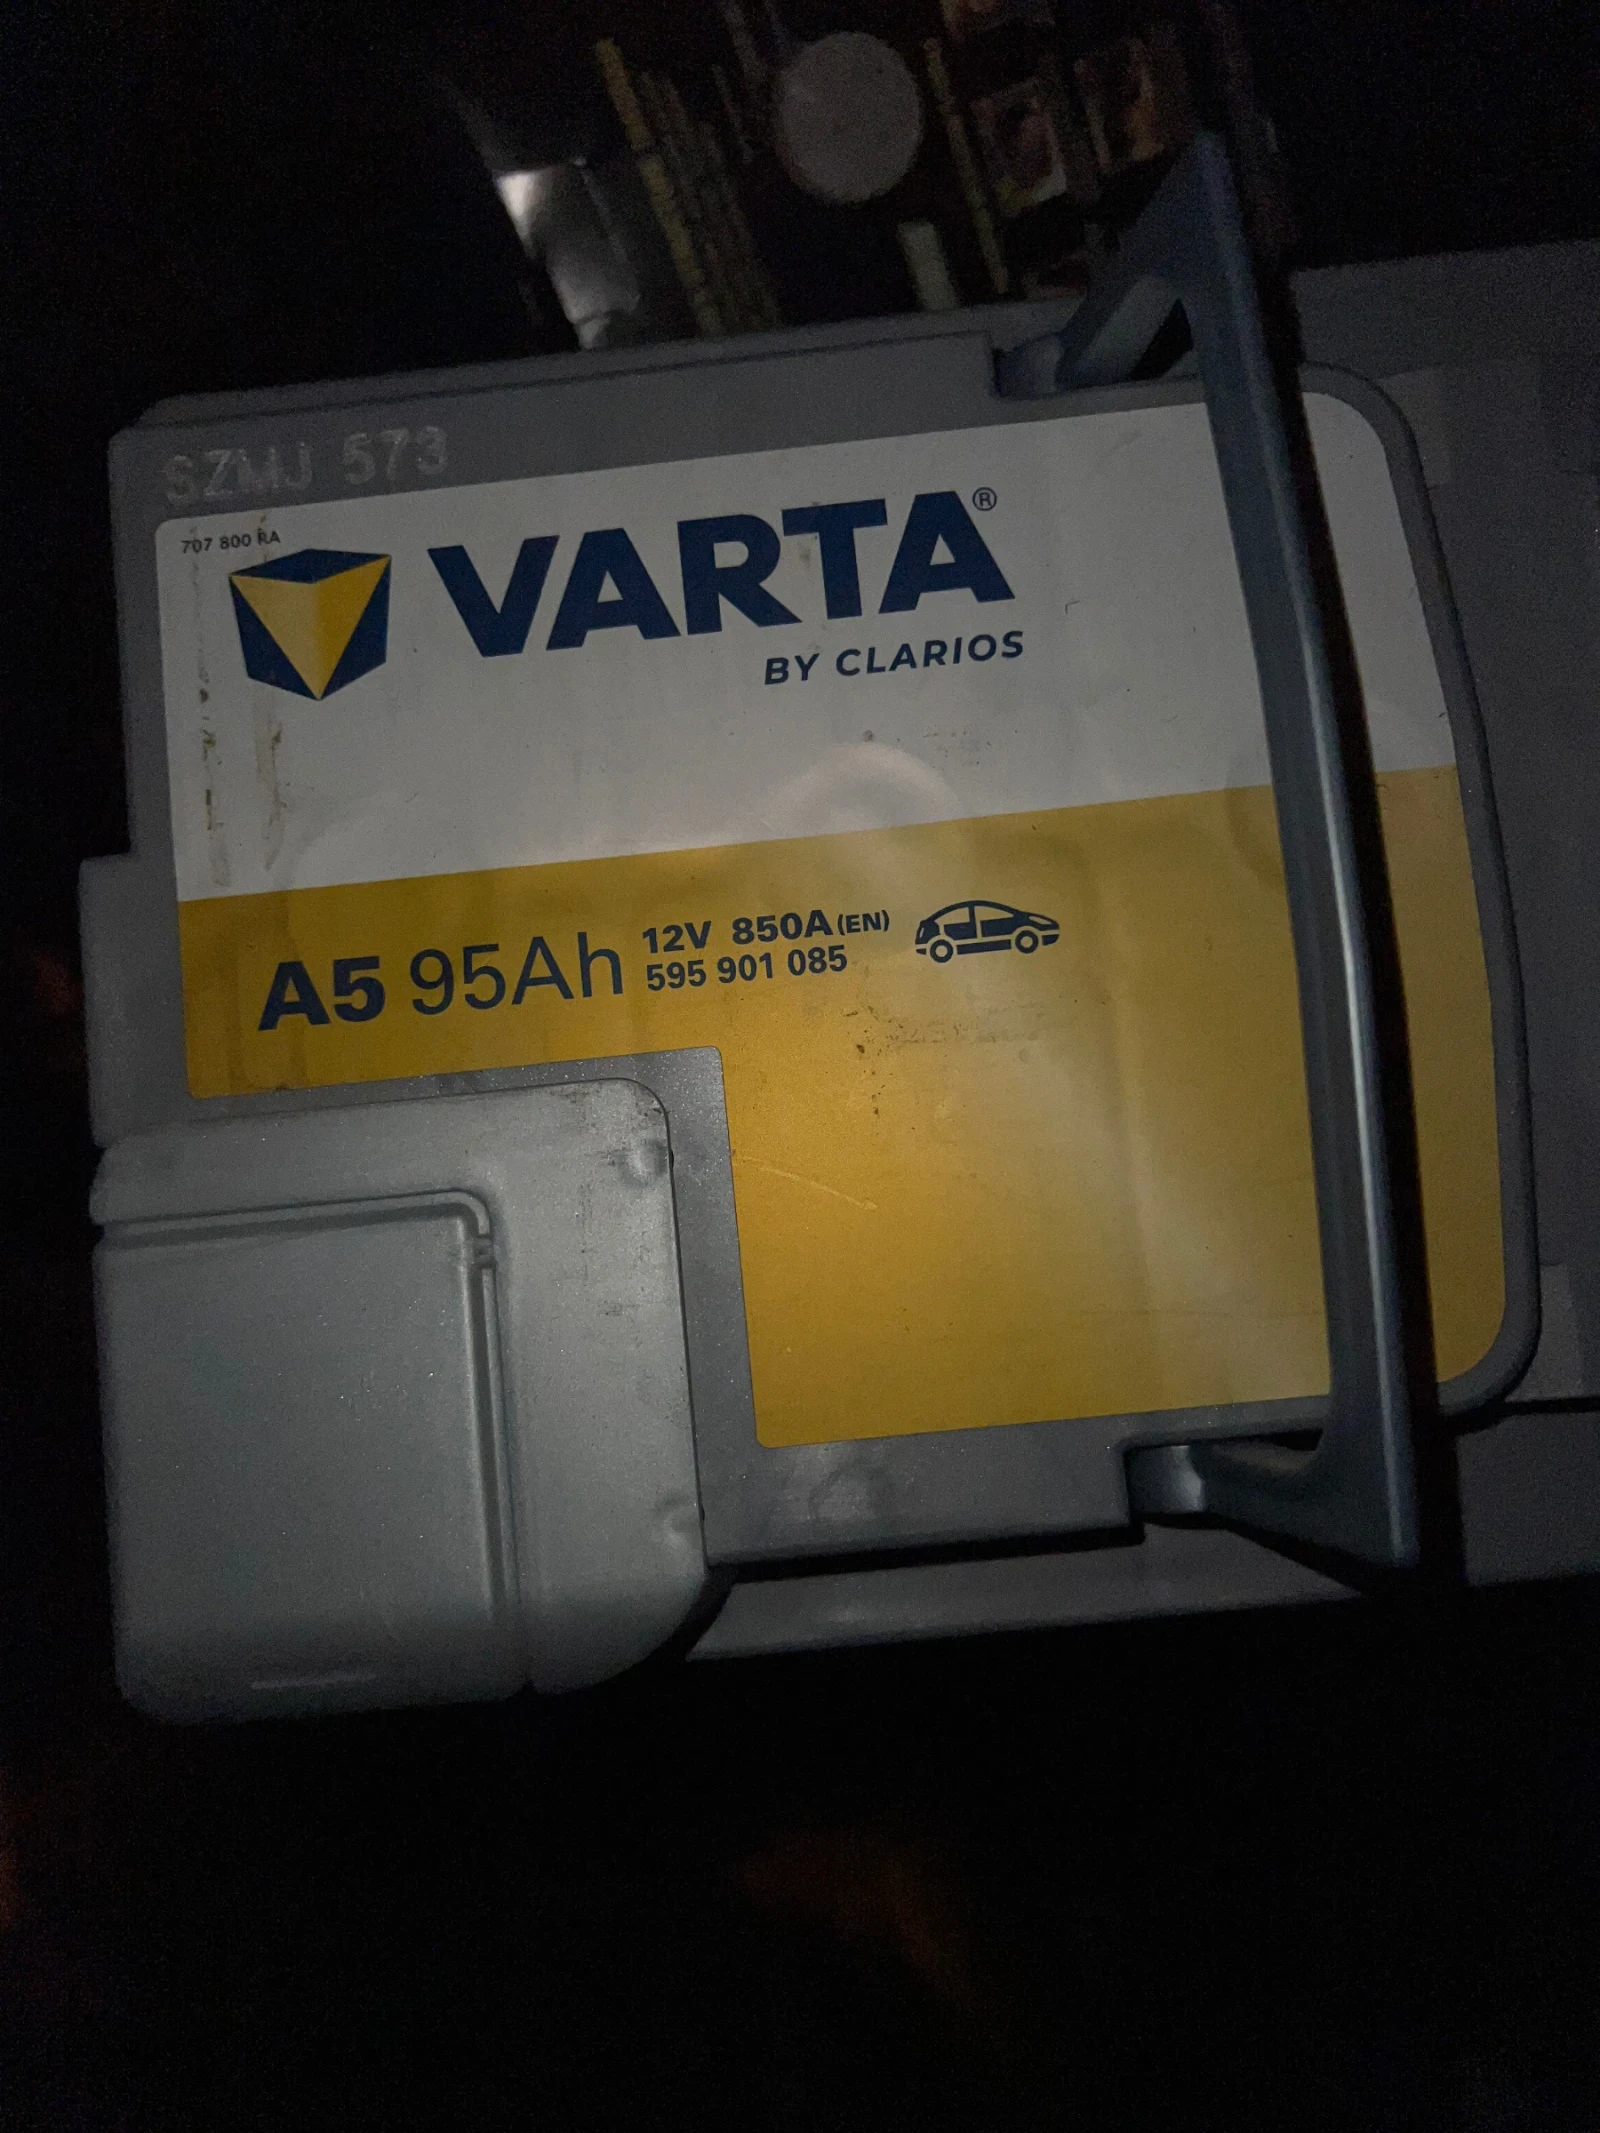 SZMJ 573
707 800 RA
VARTA®
BY CLARIOS
A5 95Ah 12V 850A (EN)
595 901 085